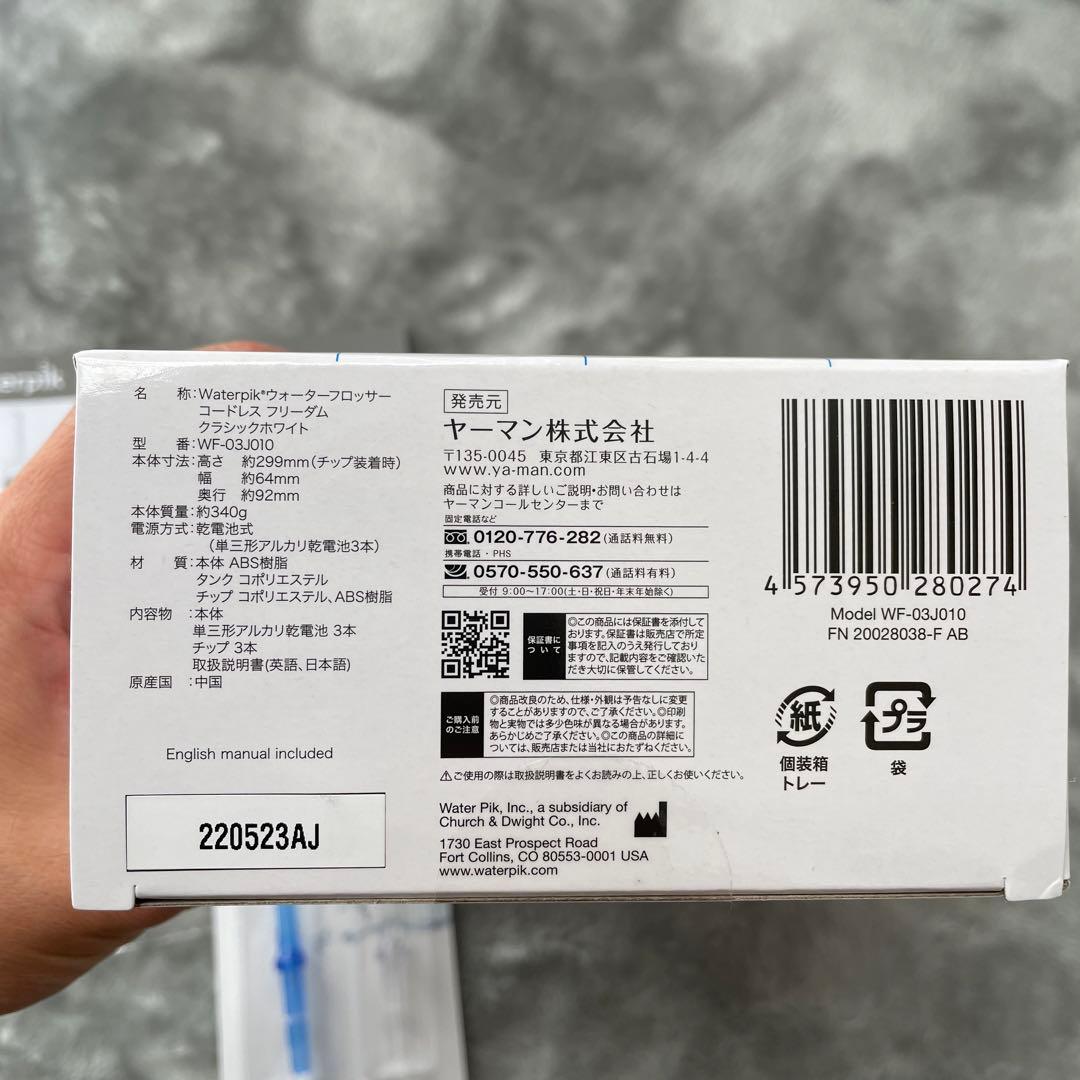 erpik
名　称:Waterpik®ウォーターフロッサー
コードレス フリーダム
クラシックホワイト
型　番:WF-03J010
本体寸法:高さ　約299mm(チップ装着時)
幅　約64mm
奥行　約92mm
本体質量:約340g
電源方式:乾電池式
(単三形アルカリ乾電池3本)
材　質:本体 ABS樹脂
タンク コポリエステル
チップ コポリエステル、ABS樹脂
内容物　:本体
単三形アルカリ乾電池 3本
チップ 3本
取扱説明書(英語、日本語)
原産国　:中国
English manual included
220523AJ
発売元
ヤーマン株式会社
〒135-0045　東京都江東区古石場1-4-4
www.ya-man.com
商品に対する詳しいご説明・お問い合わせは
ヤーマンコールセンターまで
固定電話など
0120-776-282(通話料無料)
携帯電話・PHS
0570-550-637(通話料有料)
受付 9:00~17:00(土・日・祝日・年末年始除く)
保証書に
ついて
◎この商品には保証書を添付して
おります。保証書は販売店で所定
事項を記入のうえ発行しており
ますので、記載内容をご確認いた
だき大切に保管してください。
ご購入前
のご注意
◎商品改良のため、仕様・外観は予告なしに変更
することがありますので、ご了承ください。◎印刷
物と実物では多少色味が異なる場合があります。
あらかじめご了承ください。◎この商品の詳細に
ついては、販売店または当社におたずねください。
⚠ご使用の際は取扱説明書をよくお読みの上、正しくお使いください。
Water Pik, Inc., a subsidiary of
Church & Dwight Co., Inc.
1730 East Prospect Road
Fort Collins, CO 80553-0001 USA
www.waterpik.com
4 573950 280274
Model WF-03J010
FN 20028038-F AB
紙
個装箱
トレー
プラ
袋